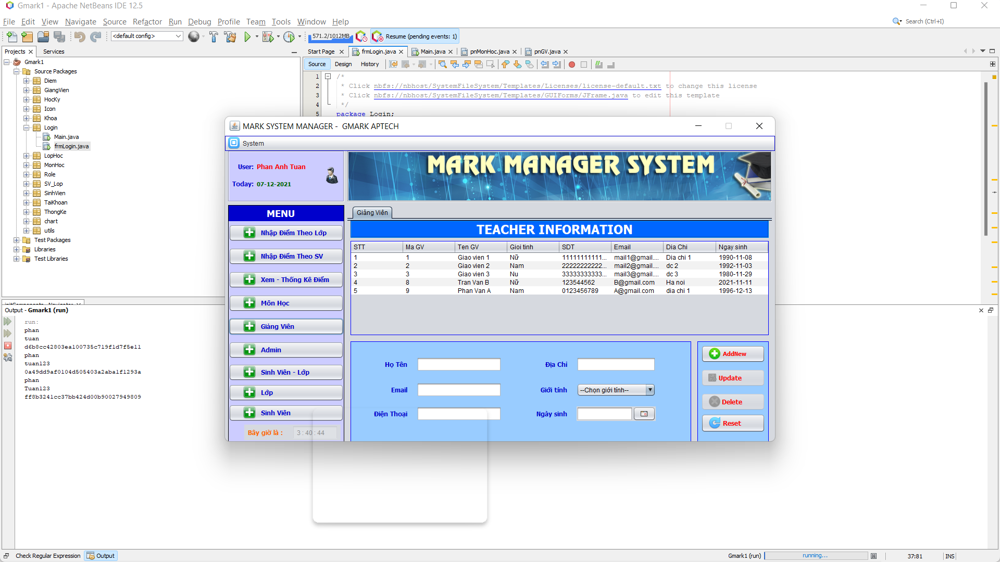 Gmark1 - Apache NetBeans IDE 12.5
File Edit View Navigate Source Refactor Run Debug Profile Team Tools Window Help
Search (Ctrl+I)
<default config>
571.2/1012MB
Resume (pending events: 1)
Projects
Services
Start Page
frmLogin.java
Main.java
pnMonHoc.java
pnGV.java
Source
Design
History
Gmark1
Source Packages
Diem
GiangVien
HocKy
Icon
Khoa
Login
Main.java
frmLogin.java
LopHoc
MonHoc
Role
SV_Lop
SinhVien
TaiKhoan
ThongKe
chart
utils
Test Packages
Libraries
Test Libraries
1 /*
2 * Click nbfs://nbhost/SystemFileSystem/Templates/Licenses/license-default.txt to change this license
3 * Click nbfs://nbhost/SystemFileSystem/Templates/GUIForms/JFrame.java to edit this template
4 */
5 package Login;
MARK SYSTEM MANAGER - GMARK APTECH
System
User: Phan Anh Tuan
Today: 07-12-2021
MARK MANAGER SYSTEM
MENU
Nhập Điểm Theo Lớp
Nhập Điểm Theo SV
Xem - Thống Kê Điểm
Môn Học
Giảng Viên
Admin
Sinh Viên - Lớp
Lớp
Sinh Viên
Bây giờ là : 3 : 40 : 44
Giảng Viên
TEACHER INFORMATION
STT Ma GV Ten GV Gioi tinh SDT Email Dia Chi Ngay sinh
1 1 Giao vien 1 Nữ 11111111111... mail1@gmail.... Dia chi 1 1990-11-08
2 2 Giao vien 2 Nam 22222222222... mail2@gmail.... dc 2 1992-11-03
3 3 Giao vien 3 Nu 33333333333... mail3@gmail.... dc 3 1980-11-29
4 8 Tran Van B Nữ 123544562 B@gmail.com Ha noi 2021-11-11
5 9 Phan Van A Nam 0123456789 A@gmail.com dia chi 1 1996-12-13
Họ Tên
Địa Chỉ
Email
Giới tính
--Chọn giới tính--
Điện Thoại
Ngày sinh
AddNew
Update
Delete
Reset
Output - Gmark1 (run)
run:
phan
tuan
d6b8cc42803ea100735c719f1d7f5e11
phan
tuan123
0a49dd9af0104d505403a2aba1f1293a
phan
Tuan123
ff8b3241cc37bb424d00b90027949809
Check Regular Expression
Output
Gmark1 (run)
running...
37:81
INS